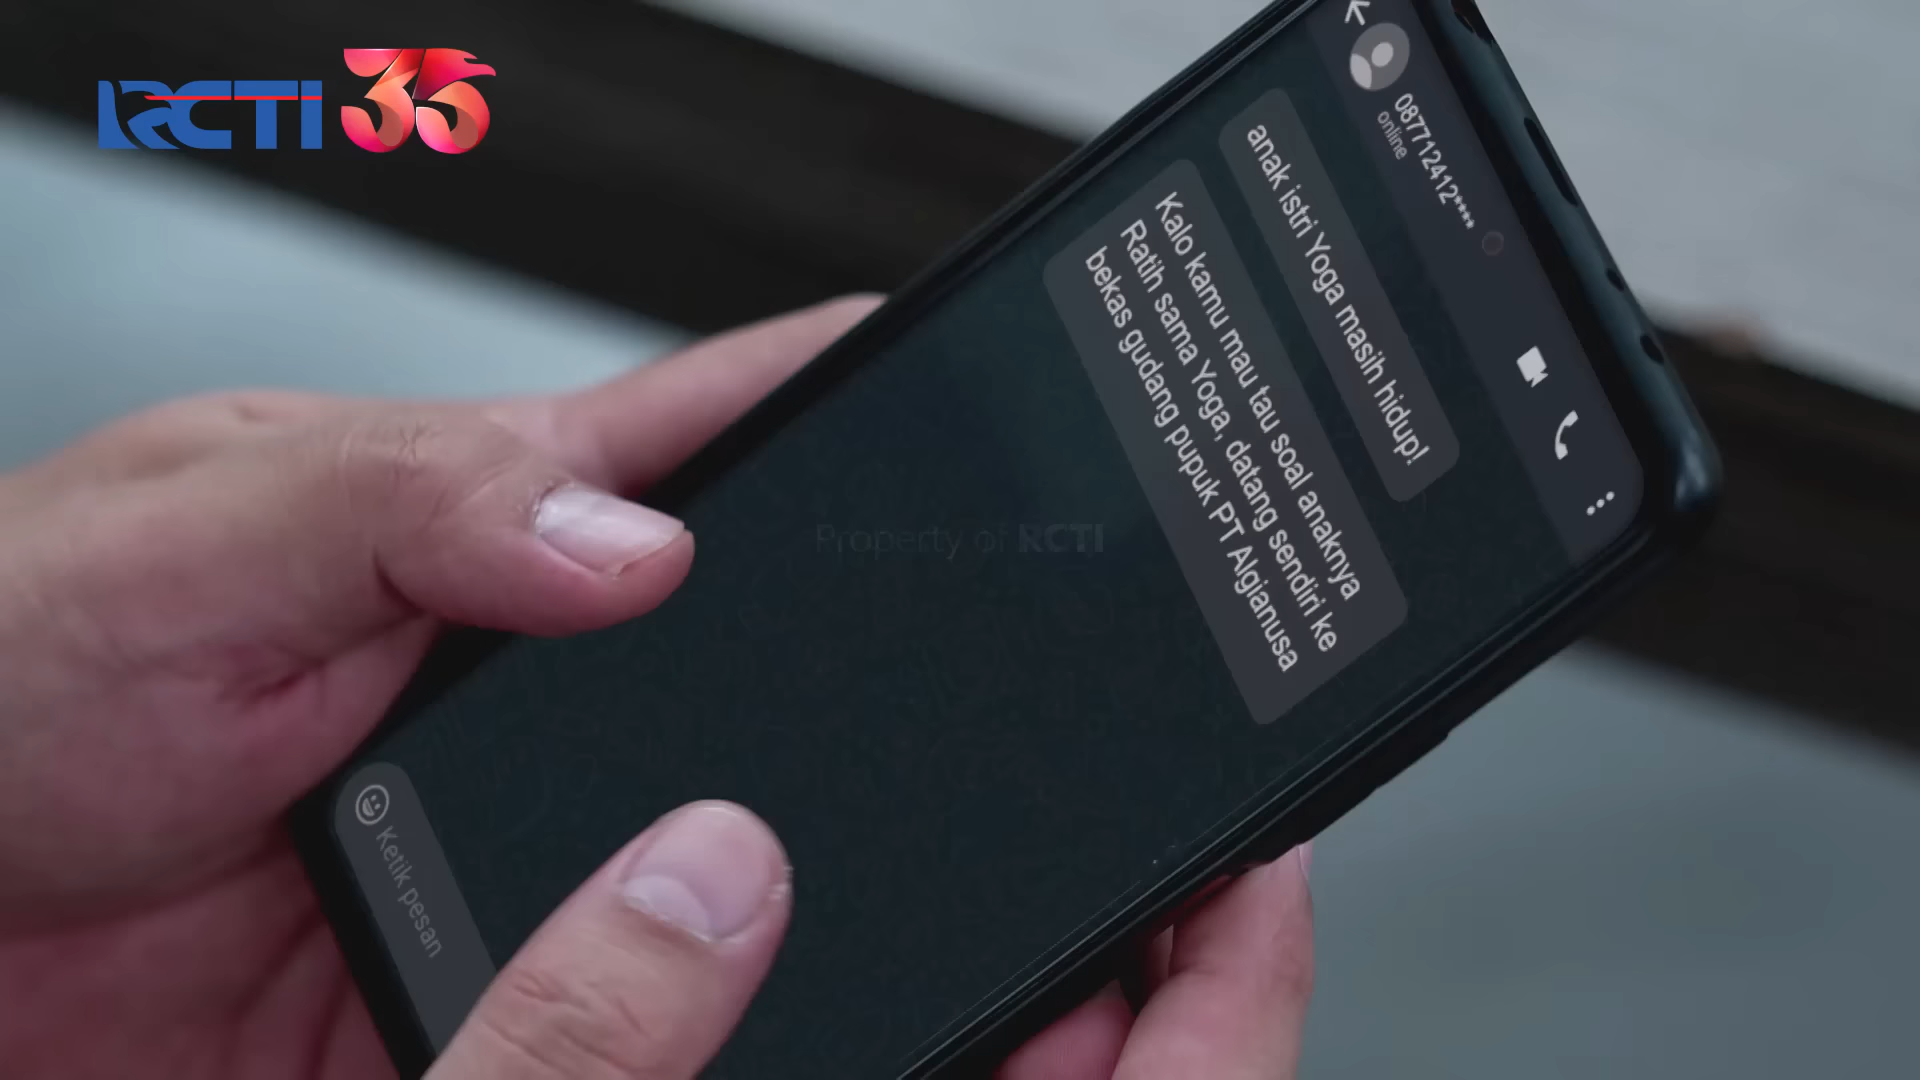 RCTI 35
087712412****
online
anak istri Yoga masih hidup!
Kalo kamu mau tau soal anaknya
Ratih sama Yoga, datang sendiri ke
bekas gudang pupuk PT Algianusa
Property of RCTI
Ketik pesan